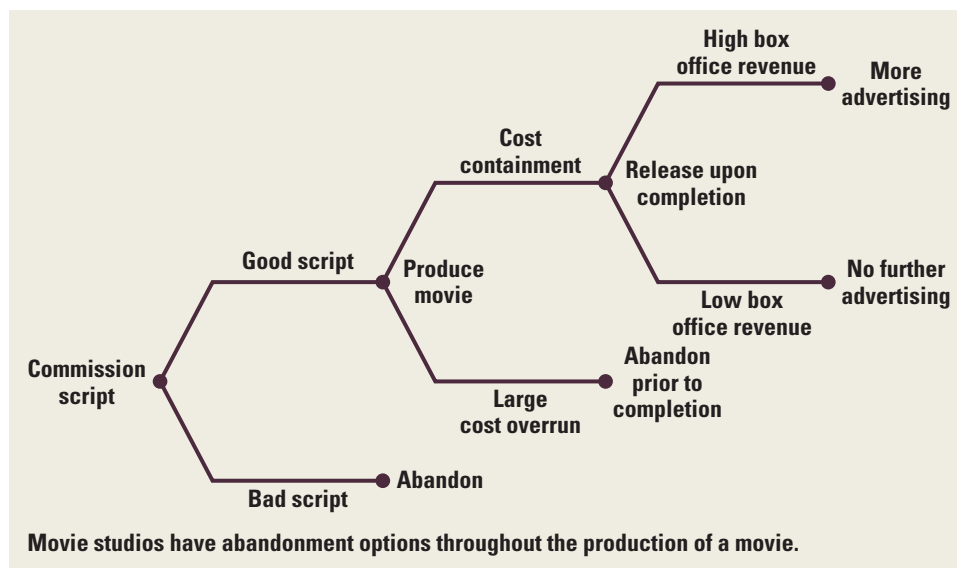 High box
office revenue
More
advertising
Cost
containment
Release upon
completion
Good script
Produce
movie
No further
advertising
Low box
office revenue
Commission
script
Abandon
prior to
completion
Large
cost overrun
Abandon
Bad script
Movie studios have abandonment options throughout the production of a movie.